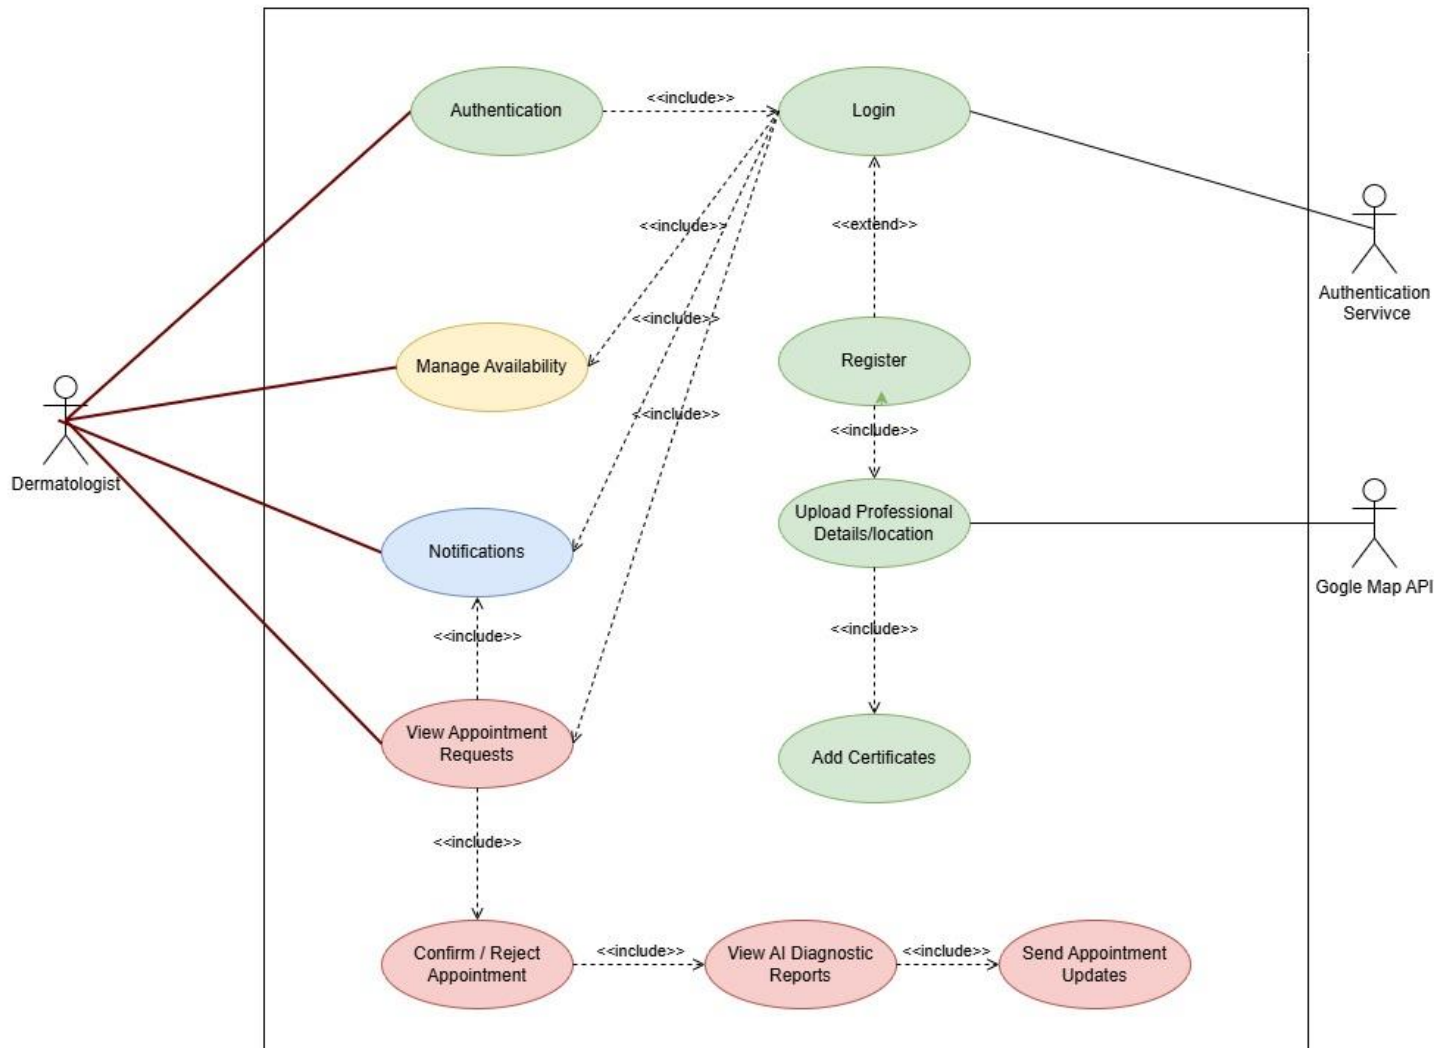 Authentication
<<include>>
Login
<<include>>
<<extend>>
Authentication
Servivce
<<include>>
Manage Availability
Register
<<include>>
<<include>>
Dermatologist
Upload Professional
Details/location
Notifications
Gogle Map API
<<include>>
<<include>>
View Appointment
Requests
Add Certificates
<<include>>
Confirm / Reject
Appointment
<<include>>
View AI Diagnostic
Reports
<<include>>
Send Appointment
Updates